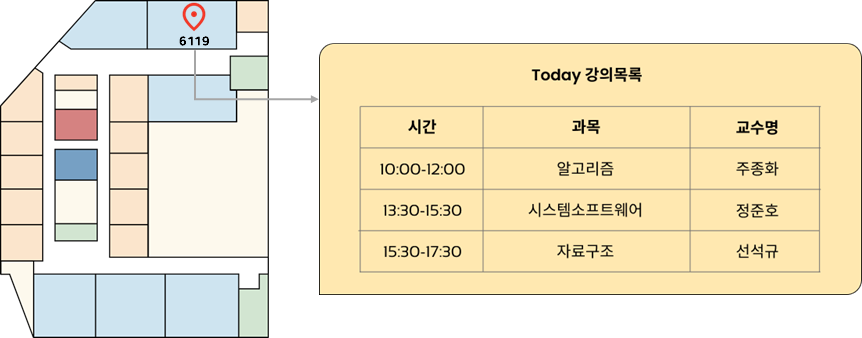 6119
Today 강의목록
시간 과목 교수명
10:00-12:00 알고리즘 주종화
13:30-15:30 시스템소프트웨어 정준호
15:30-17:30 자료구조 선석규